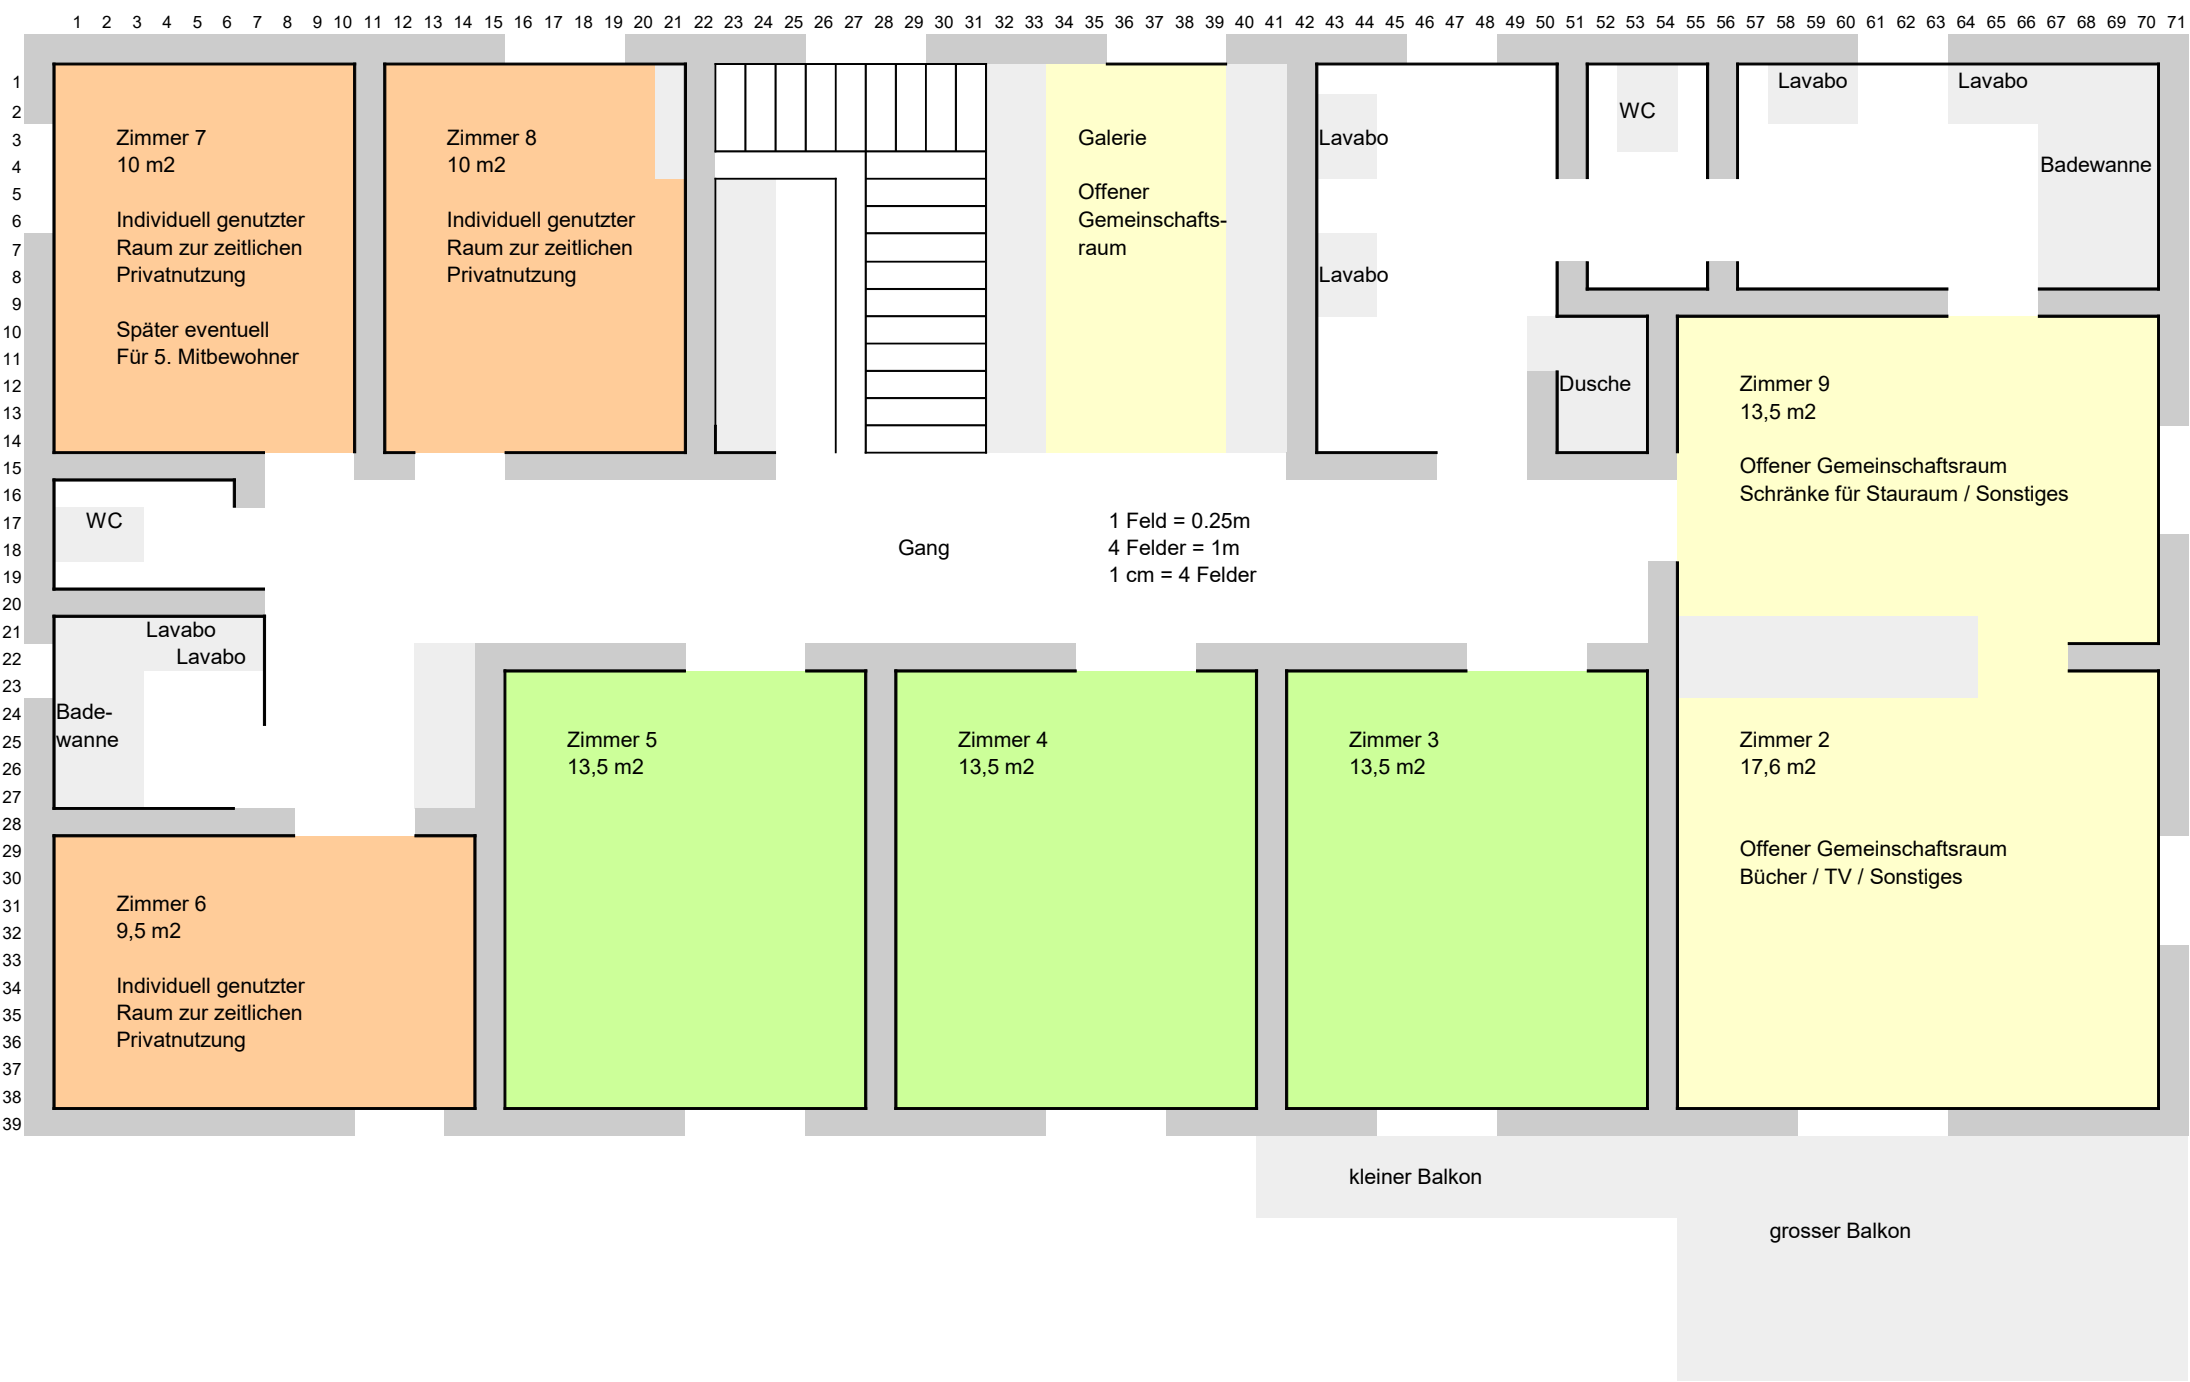 1 2 3 4 5 6 7 8 9 10 11 12 13 14 15 16 17 18 19 20 21 22 23 24 25 26 27 28 29 30 31 32 33 34 35 36 37 38 39 40 41 42 43 44 45 46 47 48 49 50 51 52 53 54 55 56 57 58 59 60 61 62 63 64 65 66 67 68 69 70 71
1
2
3
4
5
6
7
8
9
10
11
12
13
14
15
16
17
18
19
20
21
22
23
24
25
26
27
28
29
30
31
32
33
34
35
36
37
38
39
Zimmer 7
10 m2
Individuell genutzter
Raum zur zeitlichen
Privatnutzung
Später eventuell
Für 5. Mitbewohner
Zimmer 8
10 m2
Individuell genutzter
Raum zur zeitlichen
Privatnutzung
Galerie
Offener
Gemeinschafts-
raum
Lavabo
Lavabo
WC
Lavabo
Lavabo
Badewanne
Dusche
Zimmer 9
13,5 m2
Offener Gemeinschaftsraum
Schränke für Stauraum / Sonstiges
WC
Gang
1 Feld = 0.25m
4 Felder = 1m
1 cm = 4 Felder
Lavabo
Lavabo
Bade-
wanne
Zimmer 5
13,5 m2
Zimmer 4
13,5 m2
Zimmer 3
13,5 m2
Zimmer 2
17,6 m2
Offener Gemeinschaftsraum
Bücher / TV / Sonstiges
Zimmer 6
9,5 m2
Individuell genutzter
Raum zur zeitlichen
Privatnutzung
kleiner Balkon
grosser Balkon